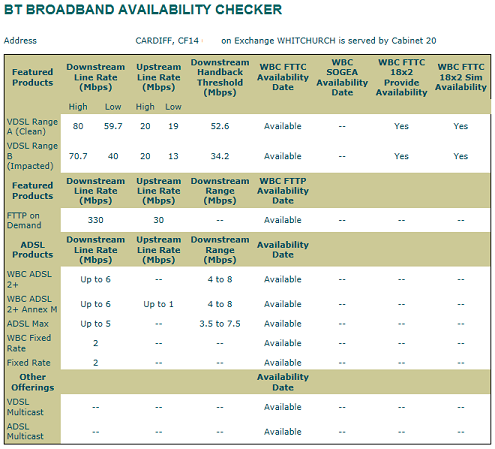 BT BROADBAND AVAILABILITY CHECKER
Address CARDIFF, CF14 on Exchange WHITCHURCH is served by Cabinet 20
Featured Products Downstream Line Rate (Mbps) Upstream Line Rate (Mbps) Downstream Handback Threshold (Mbps) WBC FTTC Availability Date WBC SOGEA Availability Date WBC FTTC 18x2 Provide Availability WBC FTTC 18x2 Sim Availability
High Low High Low
VDSL Range A (Clean) 80 59.7 20 19 52.6 Available -- Yes Yes
VDSL Range B (Impacted) 70.7 40 20 13 34.2 Available -- Yes Yes
Featured Products Downstream Line Rate (Mbps) Upstream Line Rate (Mbps) Downstream Range (Mbps) WBC FTTP Availability Date
FTTP on Demand 330 30 -- Available -- -- --
ADSL Products Downstream Line Rate (Mbps) Upstream Line Rate (Mbps) Downstream Range (Mbps) Availability Date
WBC ADSL 2+ Up to 6 -- 4 to 8 Available -- -- --
WBC ADSL 2+ Annex M Up to 6 Up to 1 4 to 8 Available -- -- --
ADSL Max Up to 5 -- 3.5 to 7.5 Available -- -- --
WBC Fixed Rate 2 -- -- Available -- -- --
Fixed Rate 2 -- -- Available -- -- --
Other Offerings Availability Date
VDSL Multicast -- -- -- Available -- -- --
ADSL Multicast -- -- -- Available -- -- --